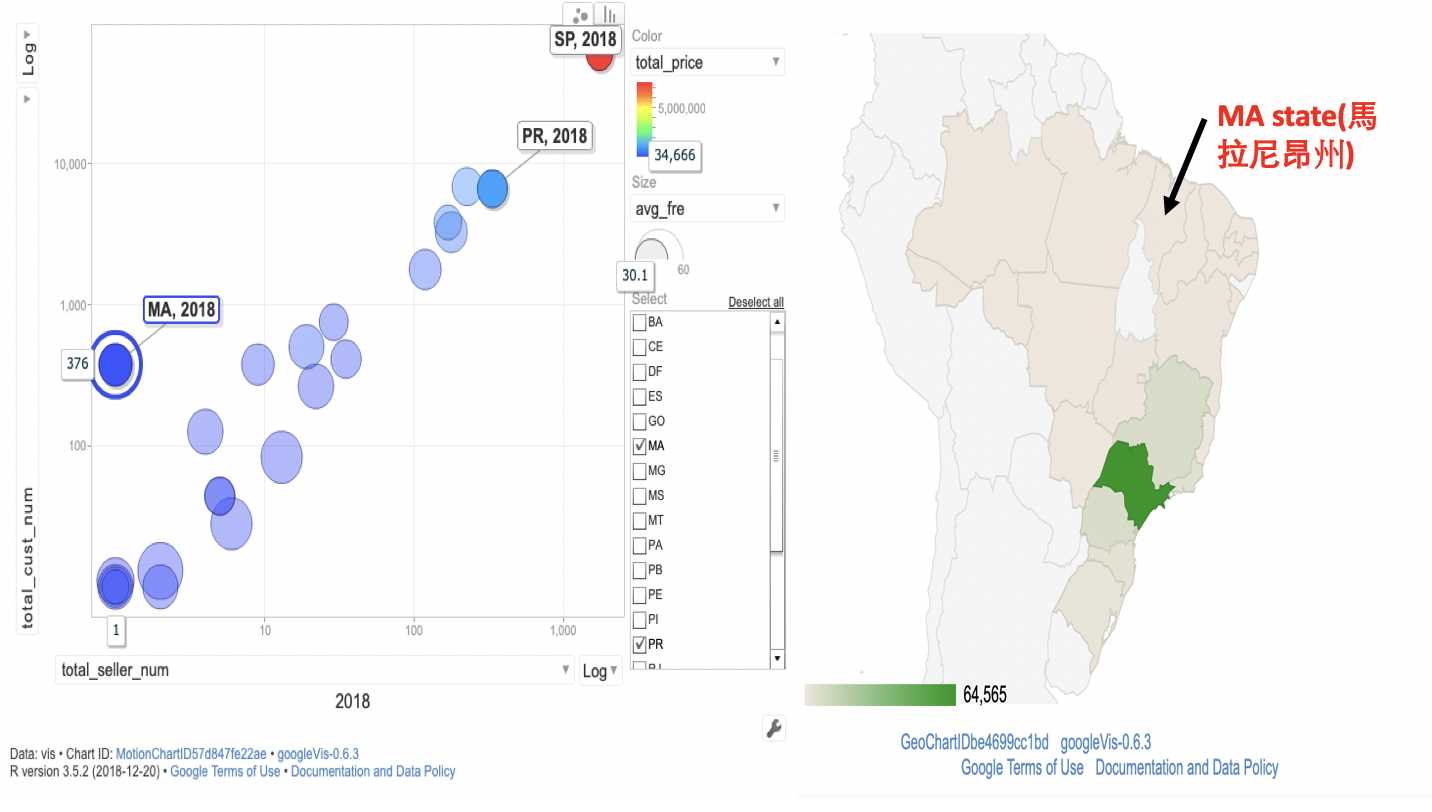 SP, 2018
Log
PR, 2018
10,000
1,000
MA, 2018
376
100
total_cust_num
1
10
100
1,000
total_seller_num
Log
2018
Color
total_price
5,000,000
34,666
Size
avg_fre
30.1
60
Select
Deselect all
BA
CE
DF
ES
GO
MA
MG
MS
MT
PA
PB
PE
PI
PR
Data: vis • Chart ID: MotionChartID57d847fe22ae • googleVis-0.6.3
R version 3.5.2 (2018-12-20) • Google Terms of Use • Documentation and Data Policy
MA state(馬
拉尼昂州)
64,565
GeoChartIDbe4699cc1bd googleVis-0.6.3
Google Terms of Use Documentation and Data Policy